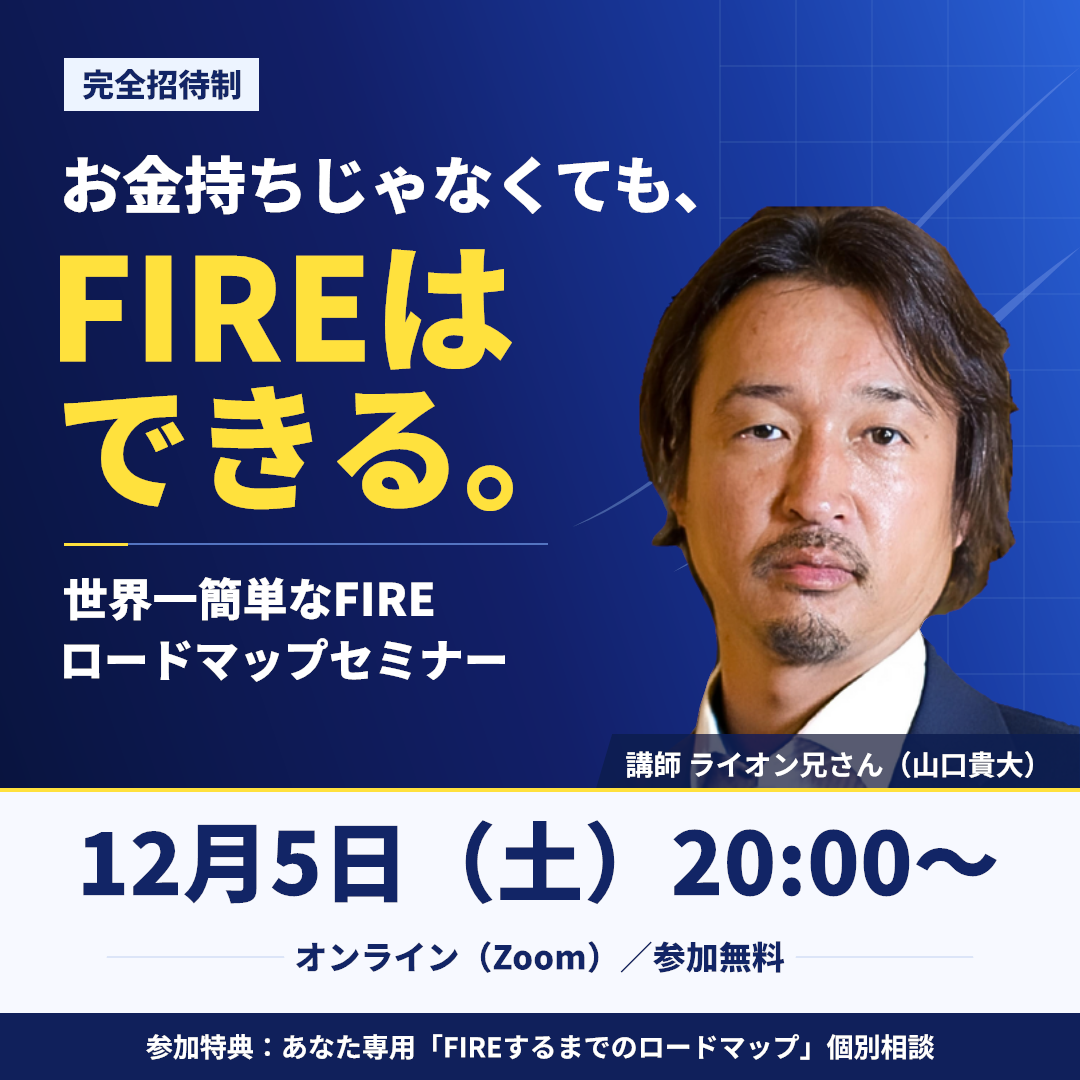 完全招待制
お金持ちじゃなくても、
FIREは
できる。
世界一簡単なFIRE
ロードマップセミナー
講師 ライオン兄さん（山口貴大）
12月5日（土）20:00〜
オンライン（Zoom）／参加無料
参加特典：あなた専用「FIREするまでのロードマップ」個別相談